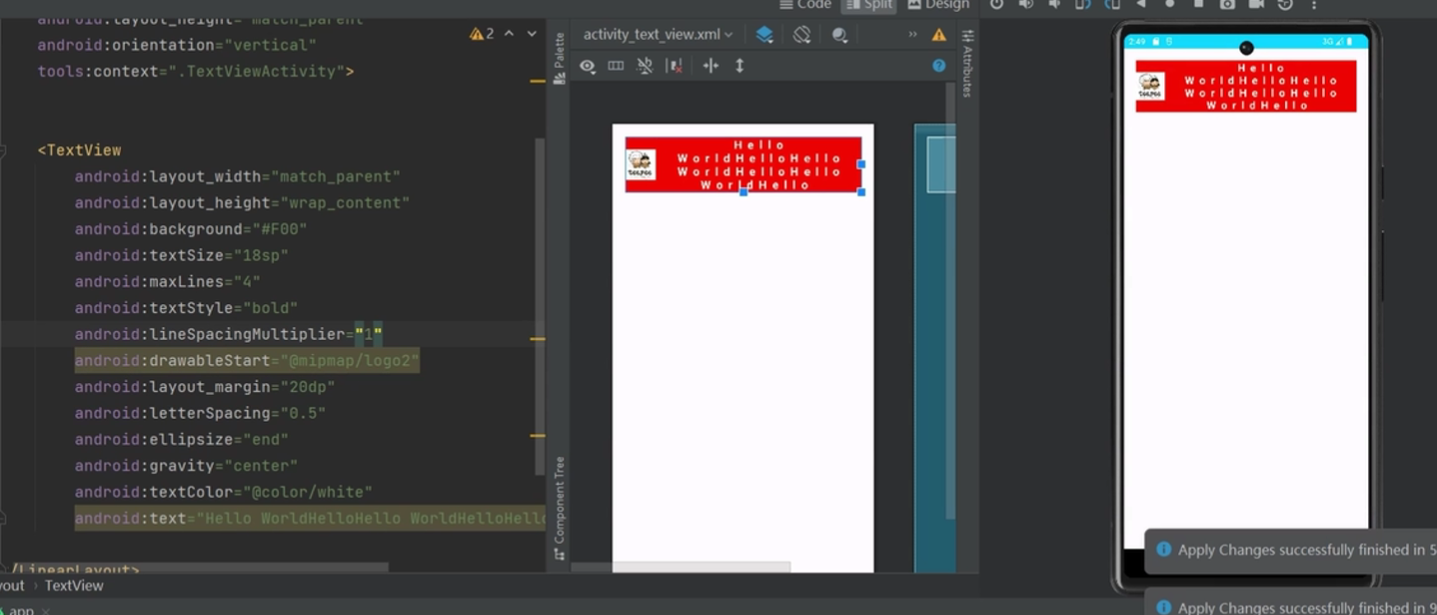 Code
Split
Design
android:layout_height="match_parent"
android:orientation="vertical"
tools:context=".TextViewActivity">
<TextView
android:layout_width="match_parent"
android:layout_height="wrap_content"
android:background="#F00"
android:textSize="18sp"
android:maxLines="4"
android:textStyle="bold"
android:lineSpacingMultiplier="1"
android:drawableStart="@mipmap/logo2"
android:layout_margin="20dp"
android:letterSpacing="0.5"
android:ellipsize="end"
android:gravity="center"
android:textColor="@color/white"
android:text="Hello WorldHelloHello WorldHelloHello
/LinearLayout>
yout › TextView
app
2
Palette
Component Tree
activity_text_view.xml
Attributes
Hello
WorldHelloHello
WorldHelloHello
WorldHello
2:49
3G
Hello
WorldHelloHello
WorldHelloHello
WorldHello
Apply Changes successfully finished in 5
Apply Changes successfully finished in 9